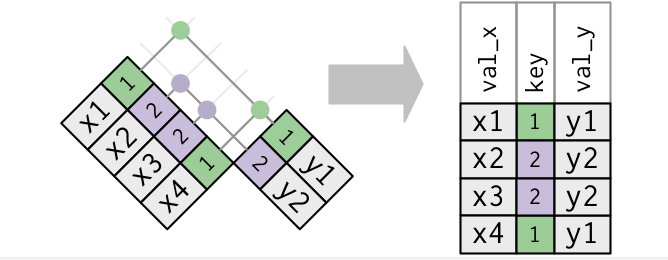 x1 1
x2 2
x3 2
x4 1
1 y1
2 y2
val_x key val_y
x1 1 y1
x2 2 y2
x3 2 y2
x4 1 y1